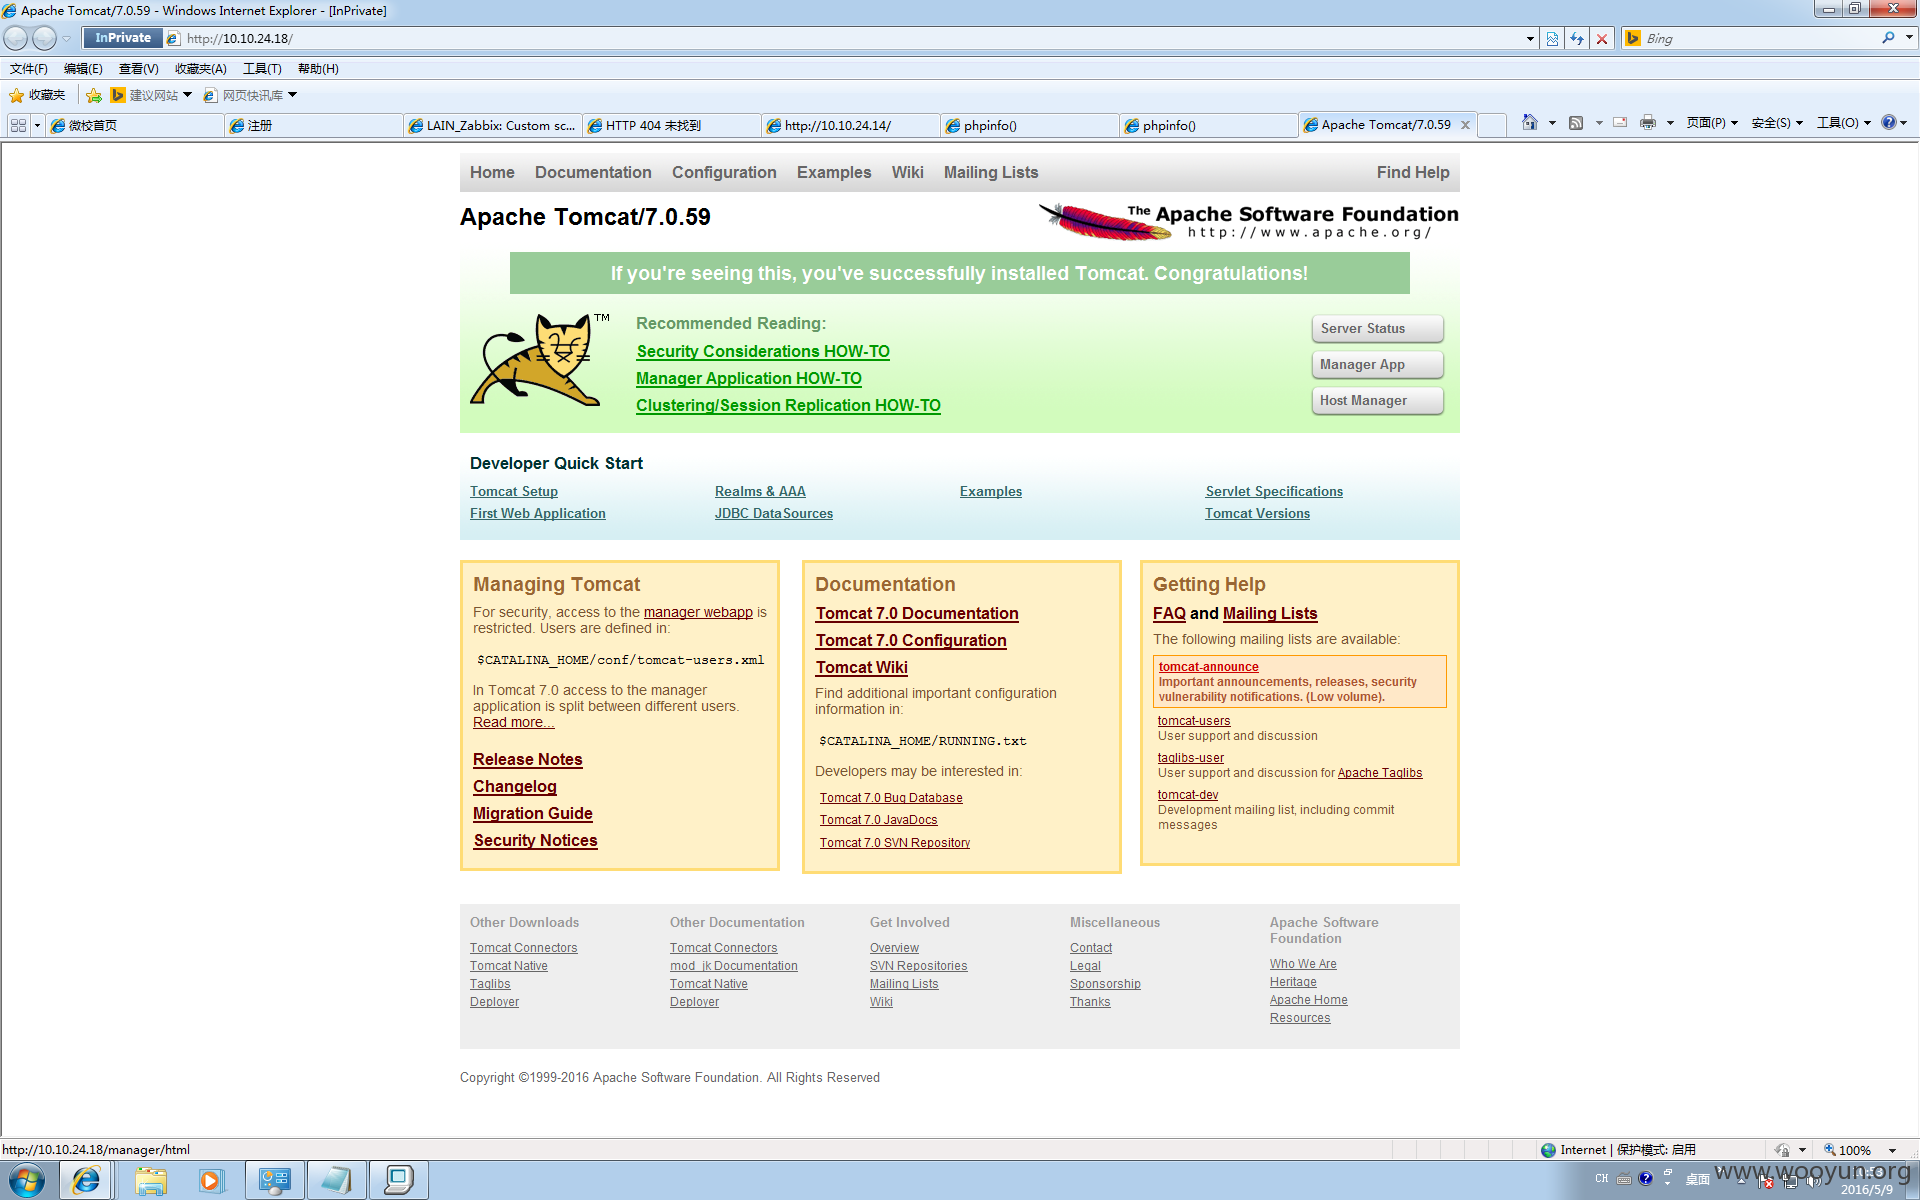 Apache Tomcat/7.0.59 - Windows Internet Explorer - [InPrivate]
InPrivate http://10.10.24.18/ Bing
文件(F) 编辑(E) 查看(V) 收藏夹(A) 工具(T) 帮助(H)
收藏夹 建议网站 网页快讯库
微校首页 注册 LAIN_Zabbix: Custom sc... HTTP 404 未找到 http://10.10.24.14/ phpinfo() phpinfo() Apache Tomcat/7.0.59 页面(P) 安全(S) 工具(O)
Home Documentation Configuration Examples Wiki Mailing Lists Find Help
Apache Tomcat/7.0.59
The Apache Software Foundation
http://www.apache.org/
If you're seeing this, you've successfully installed Tomcat. Congratulations!
TM
Recommended Reading:
Security Considerations HOW-TO
Manager Application HOW-TO
Clustering/Session Replication HOW-TO
Server Status
Manager App
Host Manager
Developer Quick Start
Tomcat Setup Realms & AAA Examples Servlet Specifications
First Web Application JDBC DataSources Tomcat Versions
Managing Tomcat
For security, access to the manager webapp is
restricted. Users are defined in:
$CATALINA_HOME/conf/tomcat-users.xml
In Tomcat 7.0 access to the manager
application is split between different users.
Read more...
Release Notes
Changelog
Migration Guide
Security Notices
Documentation
Tomcat 7.0 Documentation
Tomcat 7.0 Configuration
Tomcat Wiki
Find additional important configuration
information in:
$CATALINA_HOME/RUNNING.txt
Developers may be interested in:
Tomcat 7.0 Bug Database
Tomcat 7.0 JavaDocs
Tomcat 7.0 SVN Repository
Getting Help
FAQ and Mailing Lists
The following mailing lists are available:
tomcat-announce
Important announcements, releases, security
vulnerability notifications. (Low volume).
tomcat-users
User support and discussion
taglibs-user
User support and discussion for Apache Taglibs
tomcat-dev
Development mailing list, including commit
messages
Other Downloads
Tomcat Connectors
Tomcat Native
Taglibs
Deployer
Other Documentation
Tomcat Connectors
mod_jk Documentation
Tomcat Native
Deployer
Get Involved
Overview
SVN Repositories
Mailing Lists
Wiki
Miscellaneous
Contact
Legal
Sponsorship
Thanks
Apache Software
Foundation
Who We Are
Heritage
Apache Home
Resources
Copyright ©1999-2016 Apache Software Foundation. All Rights Reserved
http://10.10.24.18/manager/html Internet | 保护模式: 启用 100%
CH 桌面
www.wooyun.org
2016/5/9